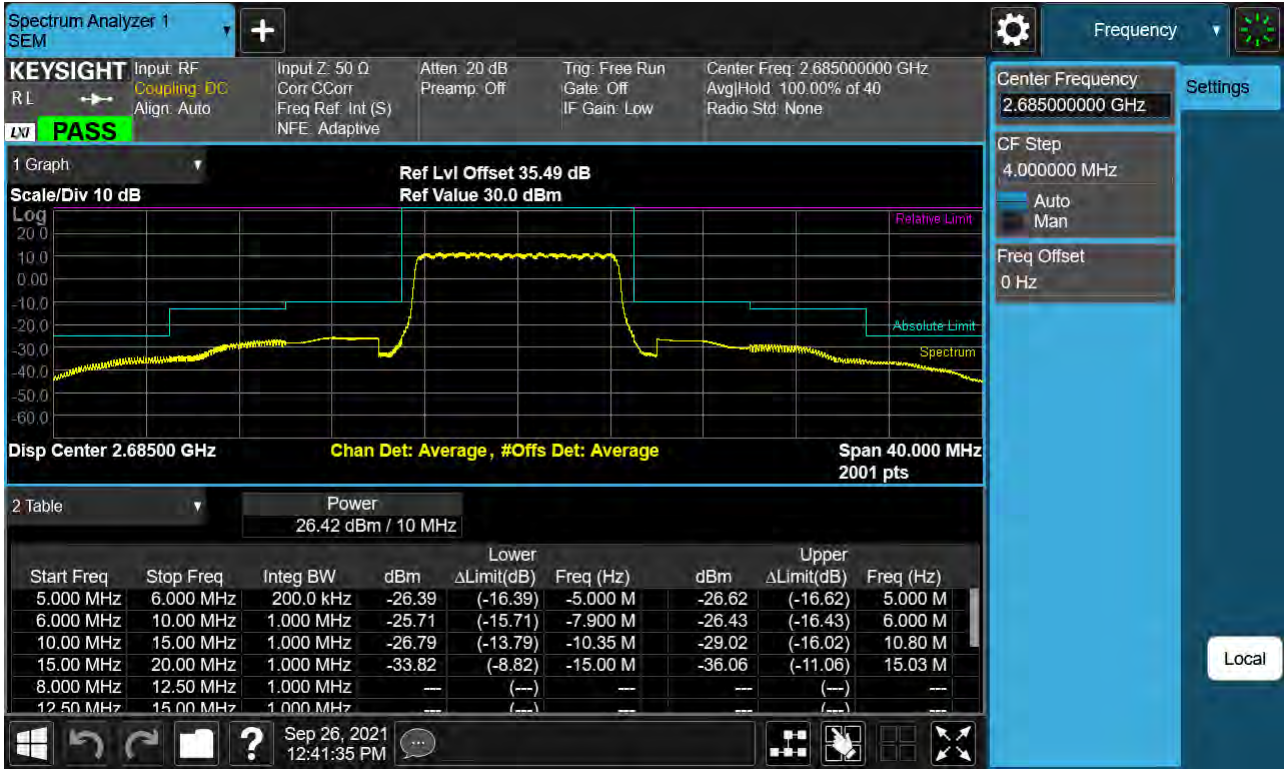 Spectrum Analyzer 1
SEM
Frequency
KEYSIGHT
RL
LXI
PASS
Input: RF
Coupling: DC
Align: Auto
Input Z: 50 Ω
Corr CCorr
Freq Ref: Int (S)
NFE: Adaptive
Atten: 20 dB
Preamp: Off
Trig: Free Run
Gate: Off
IF Gain: Low
Center Freq: 2.685000000 GHz
Avg|Hold: 100.00% of 40
Radio Std: None
Center Frequency
2.685000000 GHz
Settings
CF Step
4.000000 MHz
Auto
Man
Freq Offset
0 Hz
Local
1 Graph
Scale/Div 10 dB
Ref Lvl Offset 35.49 dB
Ref Value 30.0 dBm
Log
20.0
10.0
0.00
-10.0
-20.0
-30.0
-40.0
-50.0
-60.0
Relative Limit
Absolute Limit
Spectrum
Disp Center 2.68500 GHz
Chan Det: Average, #Offs Det: Average
Span 40.000 MHz
2001 pts
2 Table
Power
26.42 dBm / 10 MHz
Lower Upper
Start Freq Stop Freq Integ BW dBm ΔLimit(dB) Freq (Hz) dBm ΔLimit(dB) Freq (Hz)
5.000 MHz 6.000 MHz 200.0 kHz -26.39 (-16.39) -5.000 M -26.62 (-16.62) 5.000 M
6.000 MHz 10.00 MHz 1.000 MHz -25.71 (-15.71) -7.900 M -26.43 (-16.43) 6.000 M
10.00 MHz 15.00 MHz 1.000 MHz -26.79 (-13.79) -10.35 M -29.02 (-16.02) 10.80 M
15.00 MHz 20.00 MHz 1.000 MHz -33.82 (-8.82) -15.00 M -36.06 (-11.06) 15.03 M
8.000 MHz 12.50 MHz 1.000 MHz --- (---) --- --- (---) ---
12.50 MHz 15.00 MHz 1.000 MHz --- (---) --- --- (---) ---
Sep 26, 2021
12:41:35 PM